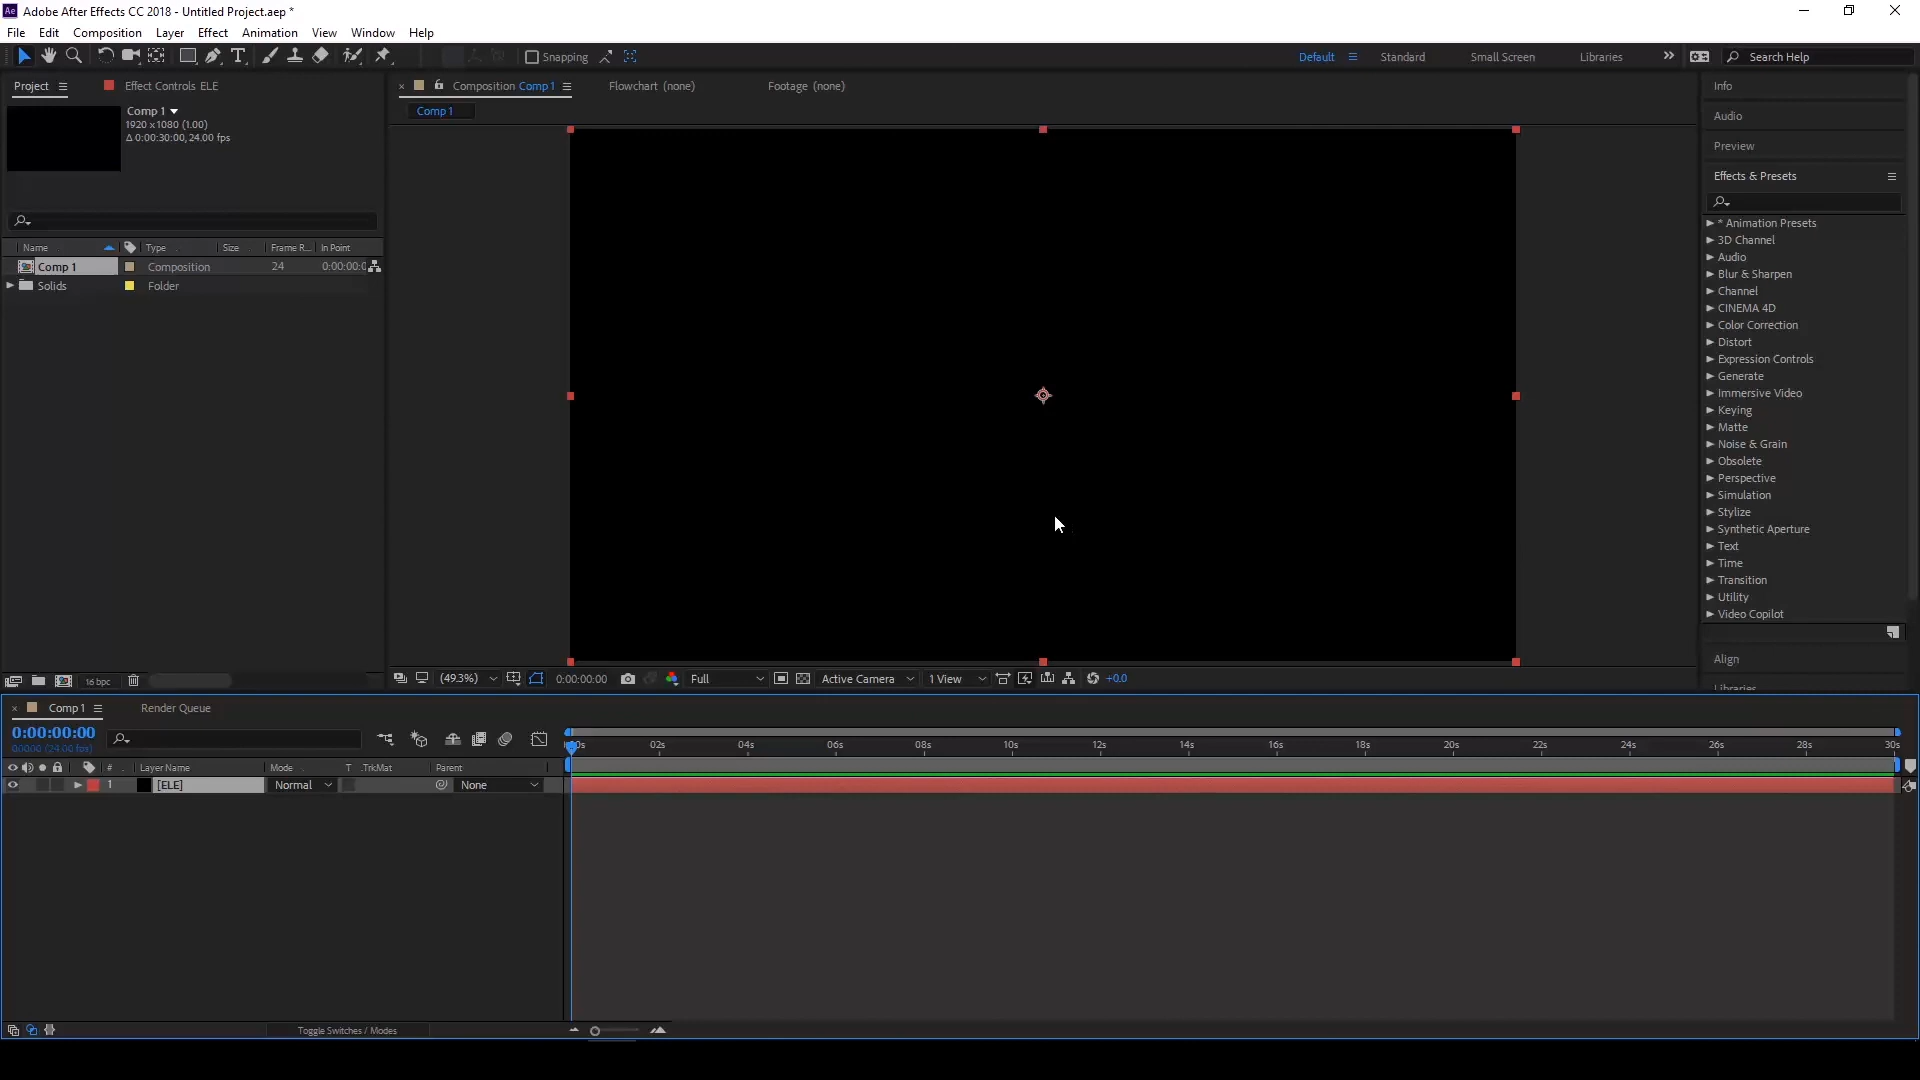 Ae Adobe After Effects CC 2018 - Untitled Project.aep *
File Edit Composition Layer Effect Animation View Window Help
Snapping Default Standard Small Screen Libraries Search Help
Project Effect Controls ELE
Comp 1
1920 x 1080 (1.00)
Δ 0:00:30:00, 24.00 fps
Name Type Size Frame R... In Point
Comp 1 Composition 24 0:00:00:0
Solids Folder
16 bpc
Composition Comp 1 Flowchart (none) Footage (none)
Comp 1
(49.3%) 0:00:00:00 Full Active Camera 1 View +0.0
Info
Audio
Preview
Effects & Presets
* Animation Presets
3D Channel
Audio
Blur & Sharpen
Channel
CINEMA 4D
Color Correction
Distort
Expression Controls
Generate
Immersive Video
Keying
Matte
Noise & Grain
Obsolete
Perspective
Simulation
Stylize
Synthetic Aperture
Text
Time
Transition
Utility
Video Copilot
Align
Libraries
Comp 1 Render Queue
0:00:00:00
00000 (24.00 fps)
00s 02s 04s 06s 08s 10s 12s 14s 16s 18s 20s 22s 24s 26s 28s 30s
# Layer Name Mode T .TrkMat Parent
1 [ELE] Normal None
Toggle Switches / Modes